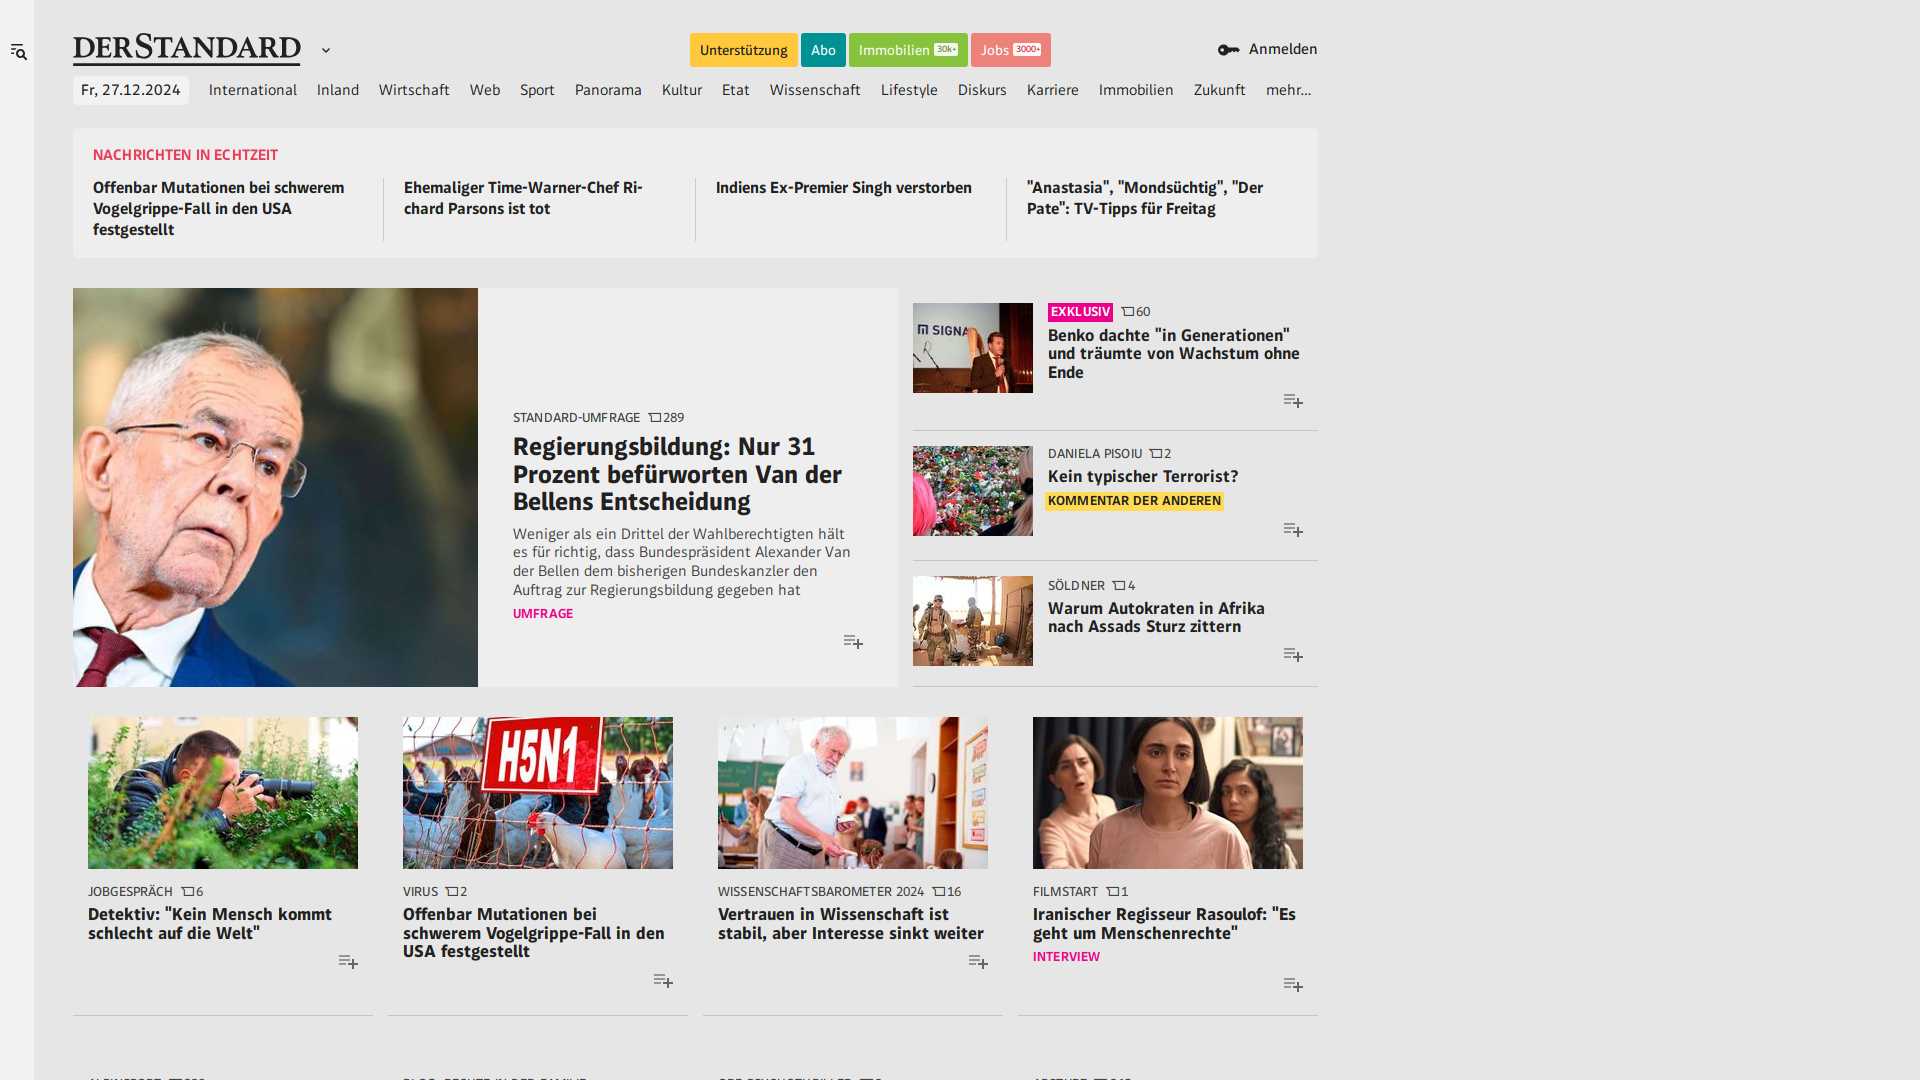 DERSTANDARD
Unterstützung
Abo
Immobilien 30k+
Jobs 3000+
Anmelden
Fr, 27.12.2024
International
Inland
Wirtschaft
Web
Sport
Panorama
Kultur
Etat
Wissenschaft
Lifestyle
Diskurs
Karriere
Immobilien
Zukunft
mehr...
NACHRICHTEN IN ECHTZEIT
Offenbar Mutationen bei schwerem
Vogelgrippe-Fall in den USA
festgestellt
Ehemaliger Time-Warner-Chef Ri-
chard Parsons ist tot
Indiens Ex-Premier Singh verstorben
"Anastasia", "Mondsüchtig", "Der
Pate": TV-Tipps für Freitag
STANDARD-UMFRAGE 289
Regierungsbildung: Nur 31
Prozent befürworten Van der
Bellens Entscheidung
Weniger als ein Drittel der Wahlberechtigten hält
es für richtig, dass Bundespräsident Alexander Van
der Bellen dem bisherigen Bundeskanzler den
Auftrag zur Regierungsbildung gegeben hat
UMFRAGE
SIGNA
EXKLUSIV 60
Benko dachte "in Generationen"
und träumte von Wachstum ohne
Ende
DANIELA PISOIU 2
Kein typischer Terrorist?
KOMMENTAR DER ANDEREN
SÖLDNER 4
Warum Autokraten in Afrika
nach Assads Sturz zittern
JOBGESPRÄCH 6
Detektiv: "Kein Mensch kommt
schlecht auf die Welt"
H5N1
VIRUS 2
Offenbar Mutationen bei
schwerem Vogelgrippe-Fall in den
USA festgestellt
WISSENSCHAFTSBAROMETER 2024 16
Vertrauen in Wissenschaft ist
stabil, aber Interesse sinkt weiter
FILMSTART 1
Iranischer Regisseur Rasoulof: "Es
geht um Menschenrechte"
INTERVIEW